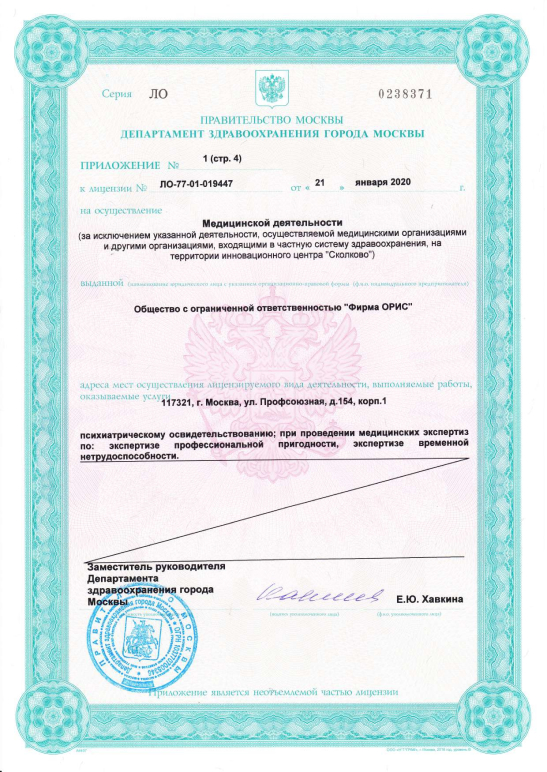 Серия ЛО 0238371
ПРАВИТЕЛЬСТВО МОСКВЫ
ДЕПАРТАМЕНТ ЗДРАВООХРАНЕНИЯ ГОРОДА МОСКВЫ
ПРИЛОЖЕНИЕ № 1 (стр. 4)
к лицензии № ЛО-77-01-019447 от « 21 » января 2020 г.
на осуществление
Медицинской деятельности
(за исключением указанной деятельности, осуществляемой медицинскими организациями
и другими организациями, входящими в частную систему здравоохранения, на
территории инновационного центра "Сколково")
выданной (наименование юридического лица с указанием организационно-правовой формы (ф.и.о. индивидуального предпринимателя)
Общество с ограниченной ответственностью "Фирма ОРИС"
адреса мест осуществления лицензируемого вида деятельности, выполняемые работы,
оказываемые услуги
117321, г. Москва, ул. Профсоюзная, д.154, корп.1
психиатрическому освидетельствованию; при проведении медицинских экспертиз
по: экспертизе профессиональной пригодности, экспертизе временной
нетрудоспособности.
Заместитель руководителя
Департамента
здравоохранения города
Москвы Е.Ю. Хавкина
(подпись уполномоченного лица) (ф.и.о. уполномоченного лица)
ПРАВИТЕЛЬСТВО МОСКВЫ
Приложение является неотъемлемой частью лицензии